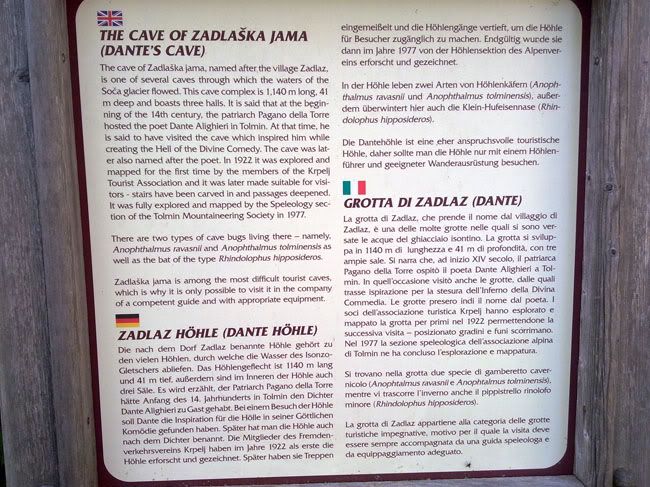 THE CAVE OF ZADLAŠKA JAMA
(DANTE'S CAVE)
The cave of Zadlaška jama, named after the village Zadlaz,
is one of several caves through which the waters of the
Soča glacier flowed. This cave complex is 1,140 m long, 41
m deep and boasts three halls. It is said that at the begin-
ning of the 14th century, the patriarch Pagano della Torre
hosted the poet Dante Alighieri in Tolmin. At that time, he
is said to have visited the cave which inspired him while
creating the Hell of the Divine Comedy. The cave was lat-
er also named after the poet. In 1922 it was explored and
mapped for the first time by the members of the Krpelj
Tourist Association and it was later made suitable for visi-
tors - stairs have been carved in and passages deepened.
It was fully explored and mapped by the Speleology sec-
tion of the Tolmin Mountaineering Society in 1977.
There are two types of cave bugs living there – namely,
Anophthalmus ravasnii and Anophthalmus tolminensis as
well as the bat of the type Rhindolophus hipposideros.
Zadlaška jama is among the most difficult tourist caves,
which is why it is only possible to visit it in the company
of a competent guide and with appropriate equipment.
ZADLAZ HÖHLE (DANTE HÖHLE)
Die nach dem Dorf Zadlaz benannte Höhle gehört zu
den vielen Höhlen, durch welche die Wasser des Isonzo-
Gletschers abliefen. Das Höhlengeflecht ist 1140 m lang
und 41 m tief, außerdem sind im Inneren der Höhle auch
drei Säle. Es wird erzählt, der Patriarch Pagano della Torre
hätte Anfang des 14. Jahrhunderts in Tolmin den Dichter
Dante Alighieri zu Gast gehabt. Bei einem Besuch der Höhle
soll Dante die Inspiration für die Hölle in seiner Göttlichen
Komödie gefunden haben. Später hat man die Höhle auch
nach dem Dichter benannt. Die Mitglieder des Fremden-
verkehrsvereins Krpelj haben im Jahre 1922 als erste die
Höhle erforscht und gezeichnet. Später haben sie Treppen
eingemeißelt und die Höhlengänge vertieft, um die Höhle
für Besucher zugänglich zu machen. Endgültig wurde sie
dann im Jahre 1977 von der Höhlensektion des Alpenver-
eins erforscht und gezeichnet.
In der Höhle leben zwei Arten von Höhlenkäfern (Anoph-
thalmus ravasnii und Anophthalmus tolminensis), außer-
dem überwintert hier auch die Klein-Hufeisennase (Rhin-
dolophus hipposideros).
Die Dantehöhle ist eine eher anspruchsvolle touristische
Höhle, daher sollte man die Höhle nur mit einem Höhlen-
führer und geeigneter Wanderausrüstung besuchen.
GROTTA DI ZADLAZ (DANTE)
La grotta di Zadlaz, che prende il nome dal villaggio di
Zadlaz, è una delle molte grotte nelle quali si sono ver-
sate le acque del ghiacciaio isontino. La grotta si svilup-
pa in 1140 m di lunghezza e 41 m di profondità, con tre
ampie sale. Si narra che, ad inizio XIV secolo, il patriarca
Pagana della Torre ospitò il poeta Dante Alighieri a Tol-
min. In quell'occasione visitò anche le grotte, dalle quali
trasse ispirazione per la stesura dell'Inferno della Divina
Commedia. Le grotte presero indi il nome dal poeta. I
soci dell'associazione turistica Krpelj hanno esplorato e
mappato la grotta per primi nel 1922 permettendone la
successiva visita – posizionato gradini e funi scorrimano.
Nel 1977 la sezione speleologica dell'associazione alpina
di Tolmin ne ha concluso l'esplorazione e mappatura.
Si trovano nella grotta due specie di gamberetto caver-
nicolo (Anophtalmus ravasnii e Anophtalmus tolminensis),
mentre vi trascorre l'inverno anche il pippistrello rinolofo
minore (Rhindolophus hipposideros).
La grotta di Zadlaz appartiene alla categoria delle grotte
turistiche impegnative, motivo per il quale la visita deve
essere sempre accompagnata da una guida speleologa e
da equippaggiamento adeguato.